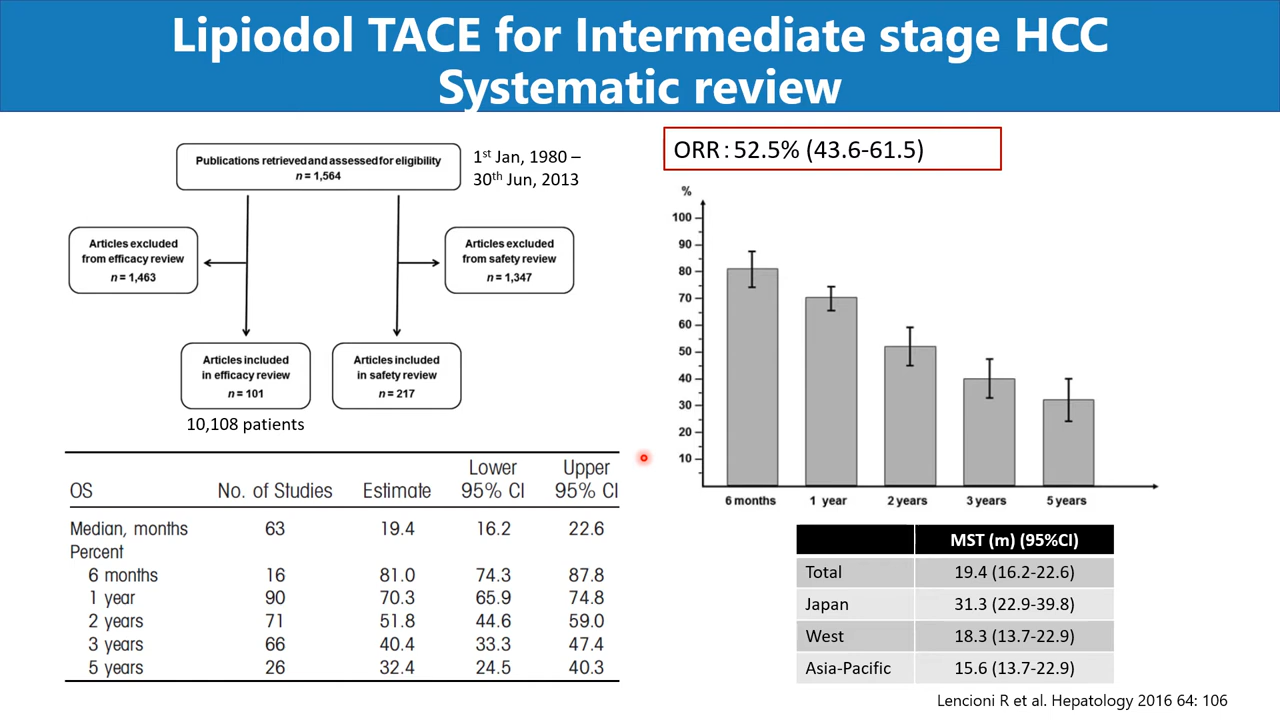 Lipiodol TACE for Intermediate stage HCC
Systematic review
Publications retrieved and assessed for eligibility
n = 1,564
1st Jan, 1980 –
30th Jun, 2013
Articles excluded
from efficacy review
n = 1,463
Articles excluded
from safety review
n = 1,347
Articles included
in efficacy review
n = 101
Articles included
in safety review
n = 217
10,108 patients
OS No. of Studies Estimate Lower 95% CI Upper 95% CI
Median, months 63 19.4 16.2 22.6
Percent
6 months 16 81.0 74.3 87.8
1 year 90 70.3 65.9 74.8
2 years 71 51.8 44.6 59.0
3 years 66 40.4 33.3 47.4
5 years 26 32.4 24.5 40.3
ORR : 52.5% (43.6-61.5)
%
100
90
80
70
60
50
40
30
20
10
6 months 1 year 2 years 3 years 5 years
MST (m) (95%CI)
Total 19.4 (16.2-22.6)
Japan 31.3 (22.9-39.8)
West 18.3 (13.7-22.9)
Asia-Pacific 15.6 (13.7-22.9)
Lencioni R et al. Hepatology 2016 64: 106